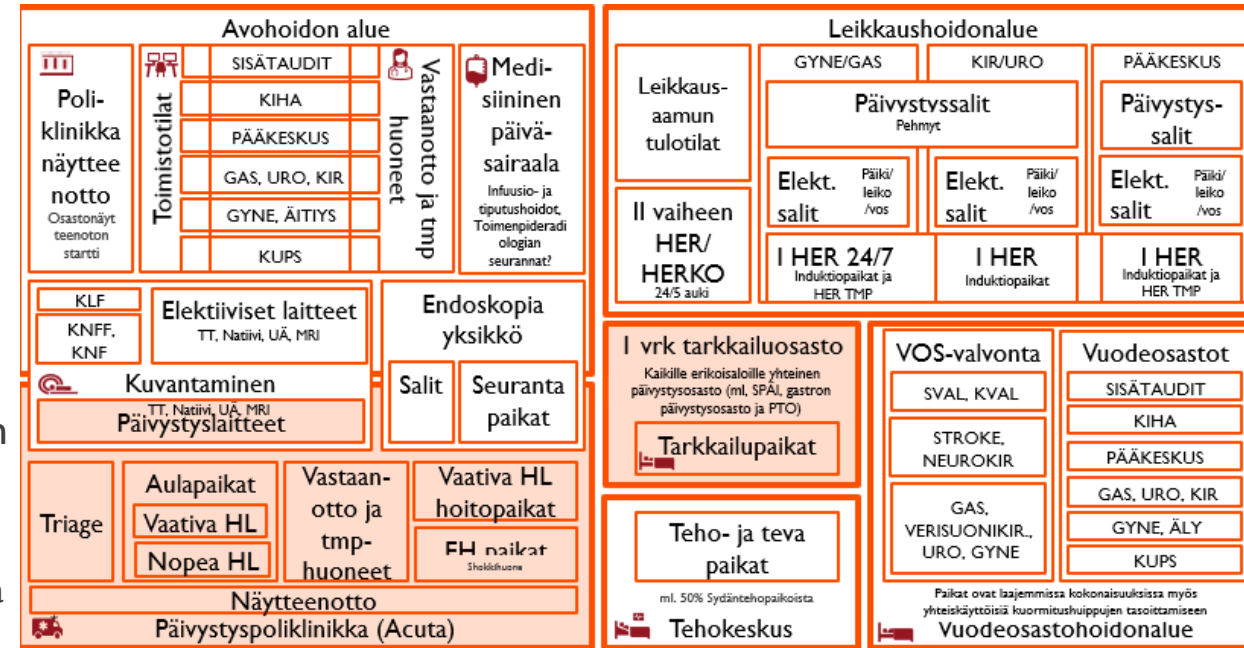 Avohoidon alue
Poli-
klinikka
näyttee
notto
Osastonäyt
teenoton
startti
Toimistotilat
SISÄTAUDIT
KIHA
PÄÄKESKUS
GAS, URO, KIR
GYNE, ÄITIYS
KUPS
Vastaanotto ja tmp
huoneet
Medi-
siininen
päivä-
sairaala
Infuusio- ja
tiputushoidot,
Toimenpideradi
ologian
seurannat?
KLF
KNFF,
KNF
Elektiiviset laitteet
TT, Natiivi, UÄ, MRI
Kuvantaminen
TT, Natiivi, UÄ, MRI
Päivystyslaitteet
Endoskopia
yksikkö
Salit
Seuranta
paikat
Triage
Aulapaikat
Vaativa HL
Nopea HL
Vastaan-
otto ja
tmp-
huoneet
Vaativa HL
hoitopaikat
EH paikat
Shokkihuone
Näytteenotto
Päivystyspoliklinikka (Acuta)
Leikkaushoidonalue
Leikkaus-
aamun
tulotilat
II vaiheen
HER/
HERKO
24/5 auki
GYNE/GAS
KIR/URO
PÄÄKESKUS
Päivystyssalit
Pehmyt
Päivystys-
salit
Elekt.
salit
Päiki/
leiko
/vos
Elekt.
salit
Päiki/
leiko
/vos
Elekt.
salit
Päiki/
leiko
/vos
I HER 24/7
Induktiopaikat ja
HER TMP
I HER
Induktiopaikat
I HER
Induktiopaikat ja
HER TMP
I vrk tarkkailuosasto
Kaikille erikoisaloille yhteinen
päivystysosasto (ml, SPÄI, gastron
päivystysosasto ja PTO)
Tarkkailupaikat
Teho- ja teva
paikat
ml. 50% Sydäntehopaikoista
Tehokeskus
VOS-valvonta
SVAL, KVAL
STROKE,
NEUROKIR
GAS,
VERISUONIKIR.,
URO, GYNE
Vuodeosastot
SISÄTAUDIT
KIHA
PÄÄKESKUS
GAS, URO, KIR
GYNE, ÄLY
KUPS
Paikat ovat laajemmissa kokonaisuuksissa myös
yhteiskäyttöisiä kuormitushuippujen tasoittamiseen
Vuodeosastohoidonalue